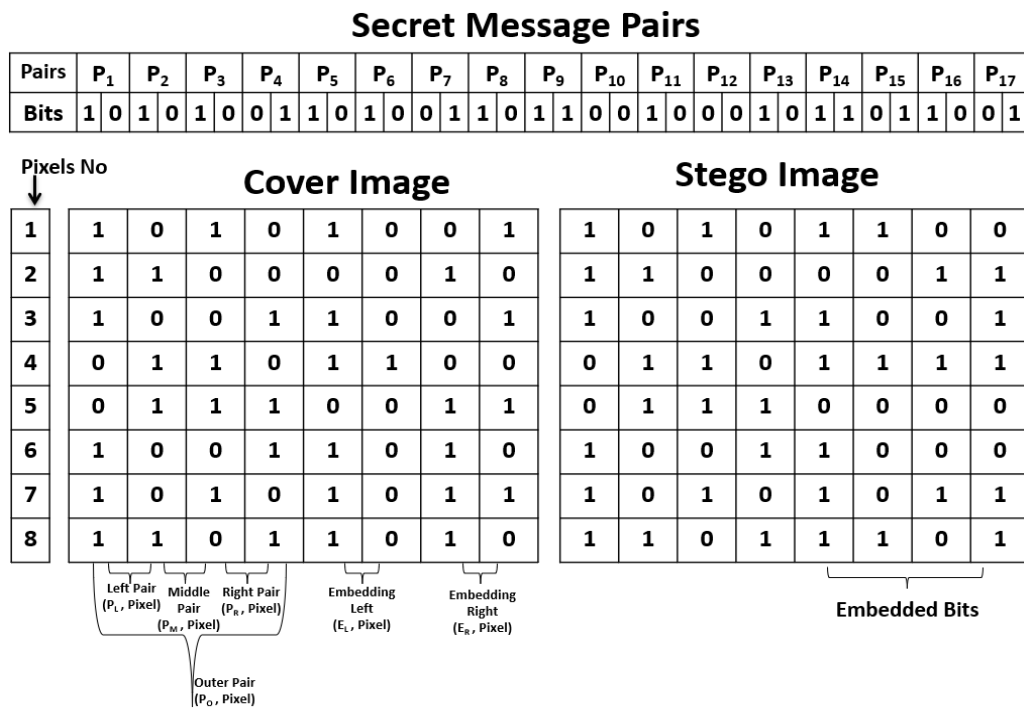 Secret Message Pairs
Pairs P₁ P₂ P₃ P₄ P₅ P₆ P₇ P₈ P₉ P₁₀ P₁₁ P₁₂ P₁₃ P₁₄ P₁₅ P₁₆ P₁₇
Bits 1 0 1 0 1 0 0 1 1 0 1 0 0 1 1 0 1 1 0 0 1 0 0 0 1 0 1 1 0 1 1 0 0 1
Pixels No
Cover Image Stego Image
1 1 0 1 0 1 0 0 1 1 0 1 0 1 1 0 0
2 1 1 0 0 0 0 1 0 1 1 0 0 0 0 1 1
3 1 0 0 1 1 0 0 1 1 0 0 1 1 0 0 1
4 0 1 1 0 1 1 0 0 0 1 1 0 1 1 1 1
5 0 1 1 1 0 0 1 1 0 1 1 1 0 0 0 0
6 1 0 0 1 1 0 1 0 1 0 0 1 1 0 0 0
7 1 0 1 0 1 0 1 1 1 0 1 0 1 0 1 1
8 1 1 0 1 1 0 1 0 1 1 0 1 1 1 0 1
Left Pair
(P_L , Pixel)
Middle
Pair
(P_M , Pixel)
Right Pair
(P_R , Pixel)
Embedding
Left
(E_L , Pixel)
Embedding
Right
(E_R , Pixel)
Embedded Bits
Outer Pair
(P_O , Pixel)